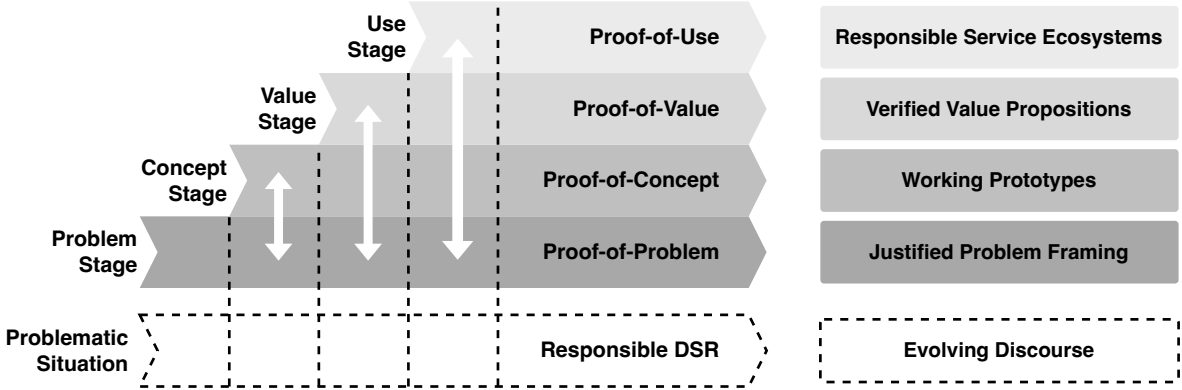 Use
Stage
Proof-of-Use
Responsible Service Ecosystems
Value
Stage
Proof-of-Value
Verified Value Propositions
Concept
Stage
Proof-of-Concept
Working Prototypes
Problem
Stage
Proof-of-Problem
Justified Problem Framing
Problematic
Situation
Responsible DSR
Evolving Discourse